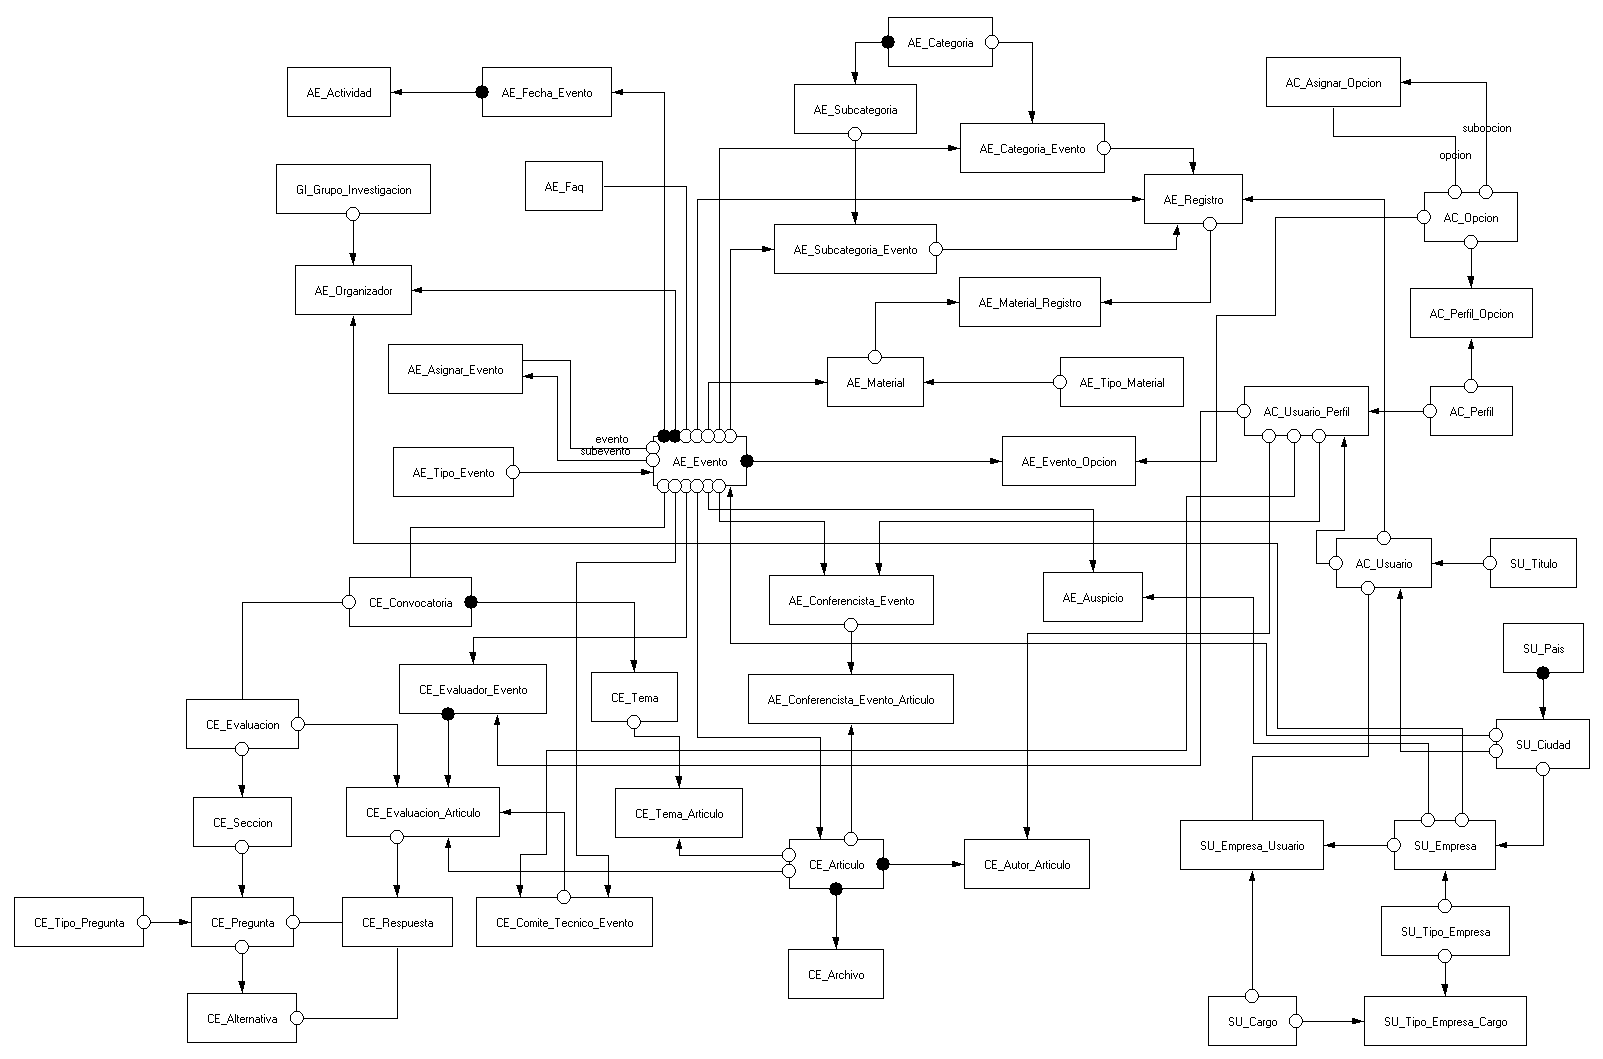 AE_Categoria
AE_Actividad
AE_Fecha_Evento
AC_Asignar_Opcion
AE_Subcategoria
subopcion
AE_Categoria_Evento
opcion
GI_Grupo_Investigacion
AE_Faq
AE_Registro
AC_Opcion
AE_Subcategoria_Evento
AE_Organizador
AE_Material_Registro
AC_Perfil_Opcion
AE_Asignar_Evento
AE_Material
AE_Tipo_Material
AC_Usuario_Perfil
AC_Perfil
evento
subevento
AE_Tipo_Evento
AE_Evento
AE_Evento_Opcion
AC_Usuario
SU_Titulo
CE_Convocatoria
AE_Conferencista_Evento
AE_Auspicio
SU_Pais
CE_Evaluador_Evento
CE_Tema
AE_Conferencista_Evento_Articulo
CE_Evaluacion
SU_Ciudad
CE_Seccion
CE_Evaluacion_Articulo
CE_Tema_Articulo
CE_Articulo
CE_Autor_Articulo
SU_Empresa_Usuario
SU_Empresa
CE_Tipo_Pregunta
CE_Pregunta
CE_Respuesta
CE_Comite_Tecnico_Evento
SU_Tipo_Empresa
CE_Archivo
CE_Alternativa
SU_Cargo
SU_Tipo_Empresa_Cargo